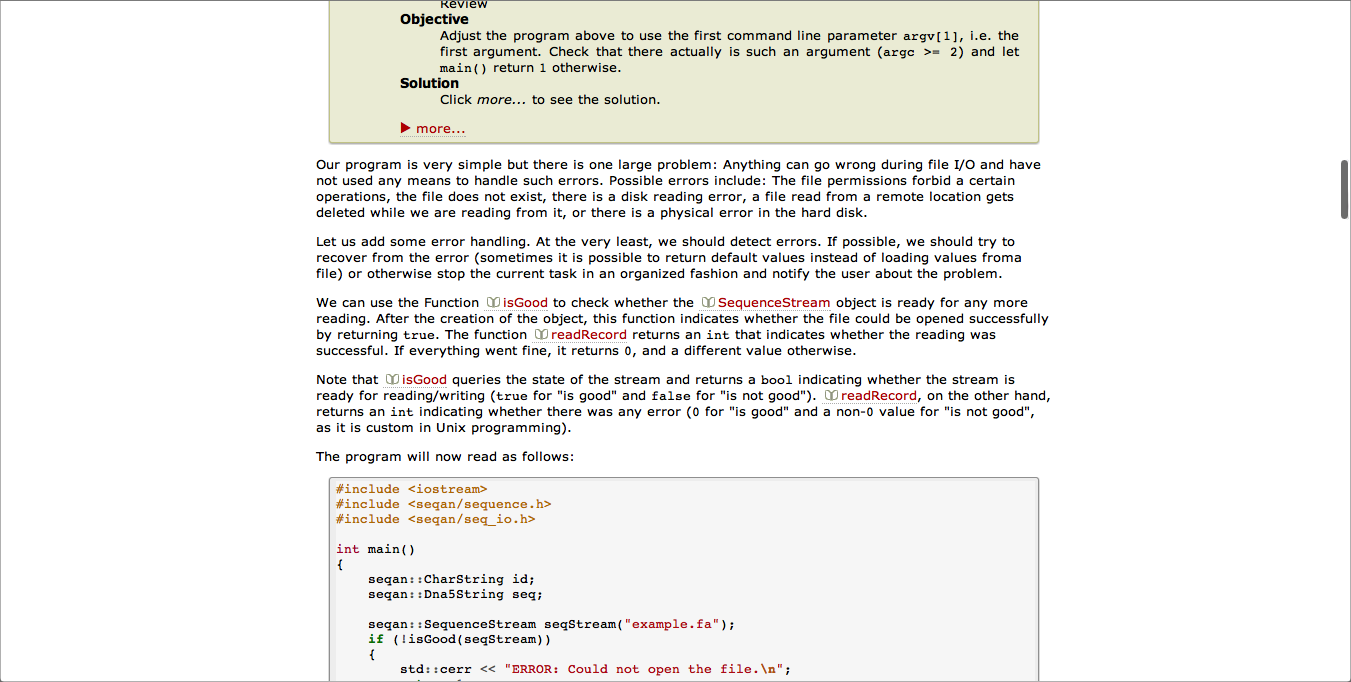 Review
Objective
Adjust the program above to use the first command line parameter argv[1], i.e. the
first argument. Check that there actually is such an argument (argc >= 2) and let
main() return 1 otherwise.
Solution
Click more... to see the solution.
more...
Our program is very simple but there is one large problem: Anything can go wrong during file I/O and have
not used any means to handle such errors. Possible errors include: The file permissions forbid a certain
operations, the file does not exist, there is a disk reading error, a file read from a remote location gets
deleted while we are reading from it, or there is a physical error in the hard disk.
Let us add some error handling. At the very least, we should detect errors. If possible, we should try to
recover from the error (sometimes it is possible to return default values instead of loading values froma
file) or otherwise stop the current task in an organized fashion and notify the user about the problem.
We can use the Function isGood to check whether the SequenceStream object is ready for any more
reading. After the creation of the object, this function indicates whether the file could be opened successfully
by returning true. The function readRecord returns an int that indicates whether the reading was
successful. If everything went fine, it returns 0, and a different value otherwise.
Note that isGood queries the state of the stream and returns a bool indicating whether the stream is
ready for reading/writing (true for "is good" and false for "is not good"). readRecord, on the other hand,
returns an int indicating whether there was any error (0 for "is good" and a non-0 value for "is not good",
as it is custom in Unix programming).
The program will now read as follows:
#include <iostream>
#include <seqan/sequence.h>
#include <seqan/seq_io.h>
int main()
{
seqan::CharString id;
seqan::Dna5String seq;
seqan::SequenceStream seqStream("example.fa");
if (!isGood(seqStream))
{
std::cerr << "ERROR: Could not open the file.\n";